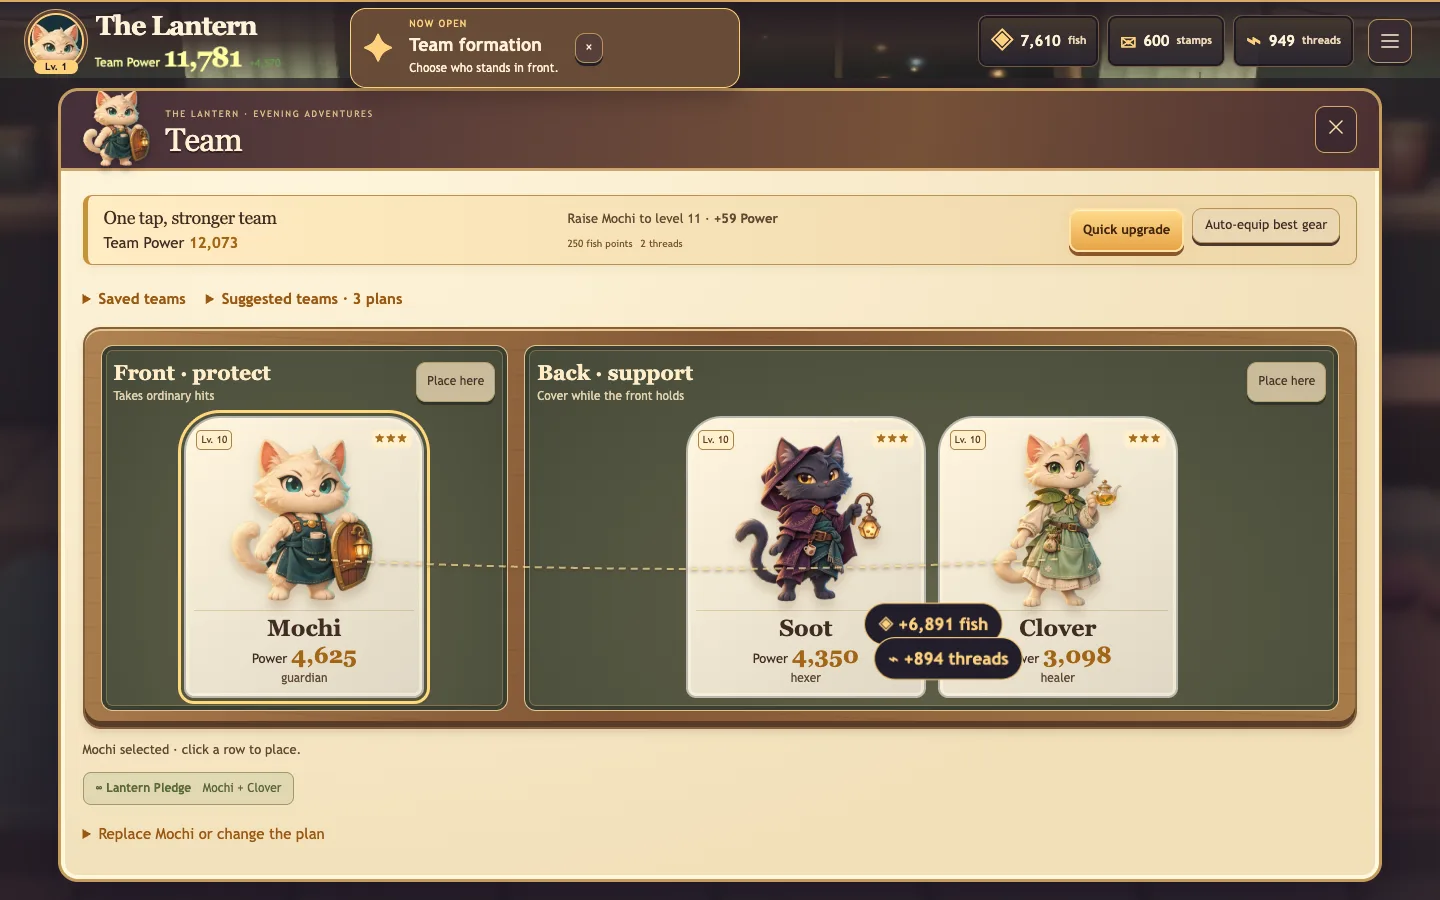 The Lantern
Team Power 11,781 +4,570
Lv. 1
NOW OPEN
Team formation
Choose who stands in front.
×
7,610 fish
600 stamps
949 threads
THE LANTERN · EVENING ADVENTURES
Team
One tap, stronger team
Team Power 12,073
Raise Mochi to level 11 · +59 Power
250 fish points 2 threads
Quick upgrade
Auto-equip best gear
Saved teams
Suggested teams · 3 plans
Front · protect
Takes ordinary hits
Place here
Lv. 10
Mochi
Power 4,625
guardian
Back · support
Cover while the front holds
Place here
Lv. 10
Soot
Power 4,350
hexer
Lv. 10
Clover
wer 3,098
healer
+6,891 fish
+894 threads
Mochi selected · click a row to place.
Lantern Pledge Mochi + Clover
Replace Mochi or change the plan